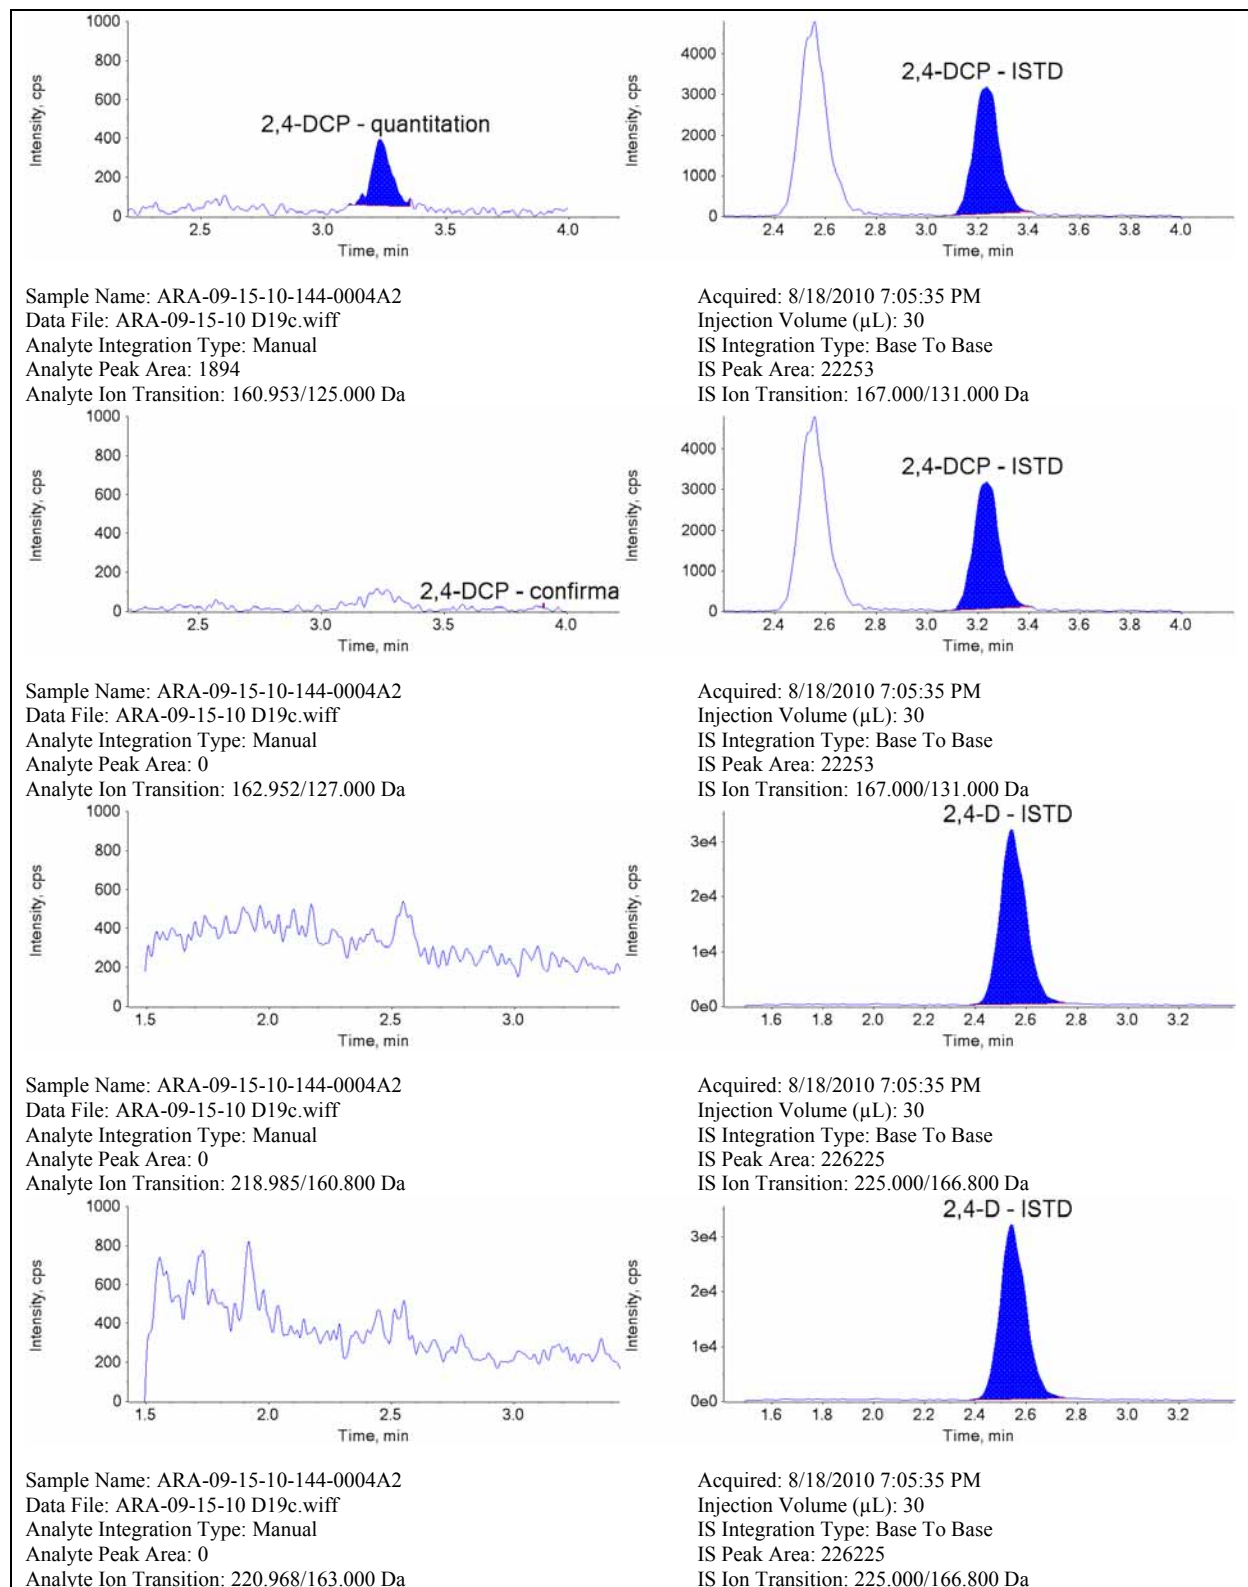 1000
800
600
400
200
0
Intensity, cps
2,4-DCP - quantitation
2.5 3.0 3.5 4.0
Time, min
4000
3000
2000
1000
0
Intensity, cps
2,4-DCP - ISTD
2.4 2.6 2.8 3.0 3.2 3.4 3.6 3.8 4.0
Time, min
Sample Name: ARA-09-15-10-144-0004A2
Data File: ARA-09-15-10 D19c.wiff
Analyte Integration Type: Manual
Analyte Peak Area: 1894
Analyte Ion Transition: 160.953/125.000 Da
Acquired: 8/18/2010 7:05:35 PM
Injection Volume (µL): 30
IS Integration Type: Base To Base
IS Peak Area: 22253
IS Ion Transition: 167.000/131.000 Da
1000
800
600
400
200
0
Intensity, cps
2,4-DCP - confirma
2.5 3.0 3.5 4.0
Time, min
4000
3000
2000
1000
0
Intensity, cps
2,4-DCP - ISTD
2.4 2.6 2.8 3.0 3.2 3.4 3.6 3.8 4.0
Time, min
Sample Name: ARA-09-15-10-144-0004A2
Data File: ARA-09-15-10 D19c.wiff
Analyte Integration Type: Manual
Analyte Peak Area: 0
Analyte Ion Transition: 162.952/127.000 Da
Acquired: 8/18/2010 7:05:35 PM
Injection Volume (µL): 30
IS Integration Type: Base To Base
IS Peak Area: 22253
IS Ion Transition: 167.000/131.000 Da
1000
800
600
400
200
0
Intensity, cps
1.5 2.0 2.5 3.0
Time, min
3e4
2e4
1e4
0e0
Intensity, cps
2,4-D - ISTD
1.6 1.8 2.0 2.2 2.4 2.6 2.8 3.0 3.2
Time, min
Sample Name: ARA-09-15-10-144-0004A2
Data File: ARA-09-15-10 D19c.wiff
Analyte Integration Type: Manual
Analyte Peak Area: 0
Analyte Ion Transition: 218.985/160.800 Da
Acquired: 8/18/2010 7:05:35 PM
Injection Volume (µL): 30
IS Integration Type: Base To Base
IS Peak Area: 226225
IS Ion Transition: 225.000/166.800 Da
1000
800
600
400
200
0
Intensity, cps
1.5 2.0 2.5 3.0
Time, min
3e4
2e4
1e4
0e0
Intensity, cps
2,4-D - ISTD
1.6 1.8 2.0 2.2 2.4 2.6 2.8 3.0 3.2
Time, min
Sample Name: ARA-09-15-10-144-0004A2
Data File: ARA-09-15-10 D19c.wiff
Analyte Integration Type: Manual
Analyte Peak Area: 0
Analyte Ion Transition: 220.968/163.000 Da
Acquired: 8/18/2010 7:05:35 PM
Injection Volume (µL): 30
IS Integration Type: Base To Base
IS Peak Area: 226225
IS Ion Transition: 225.000/166.800 Da